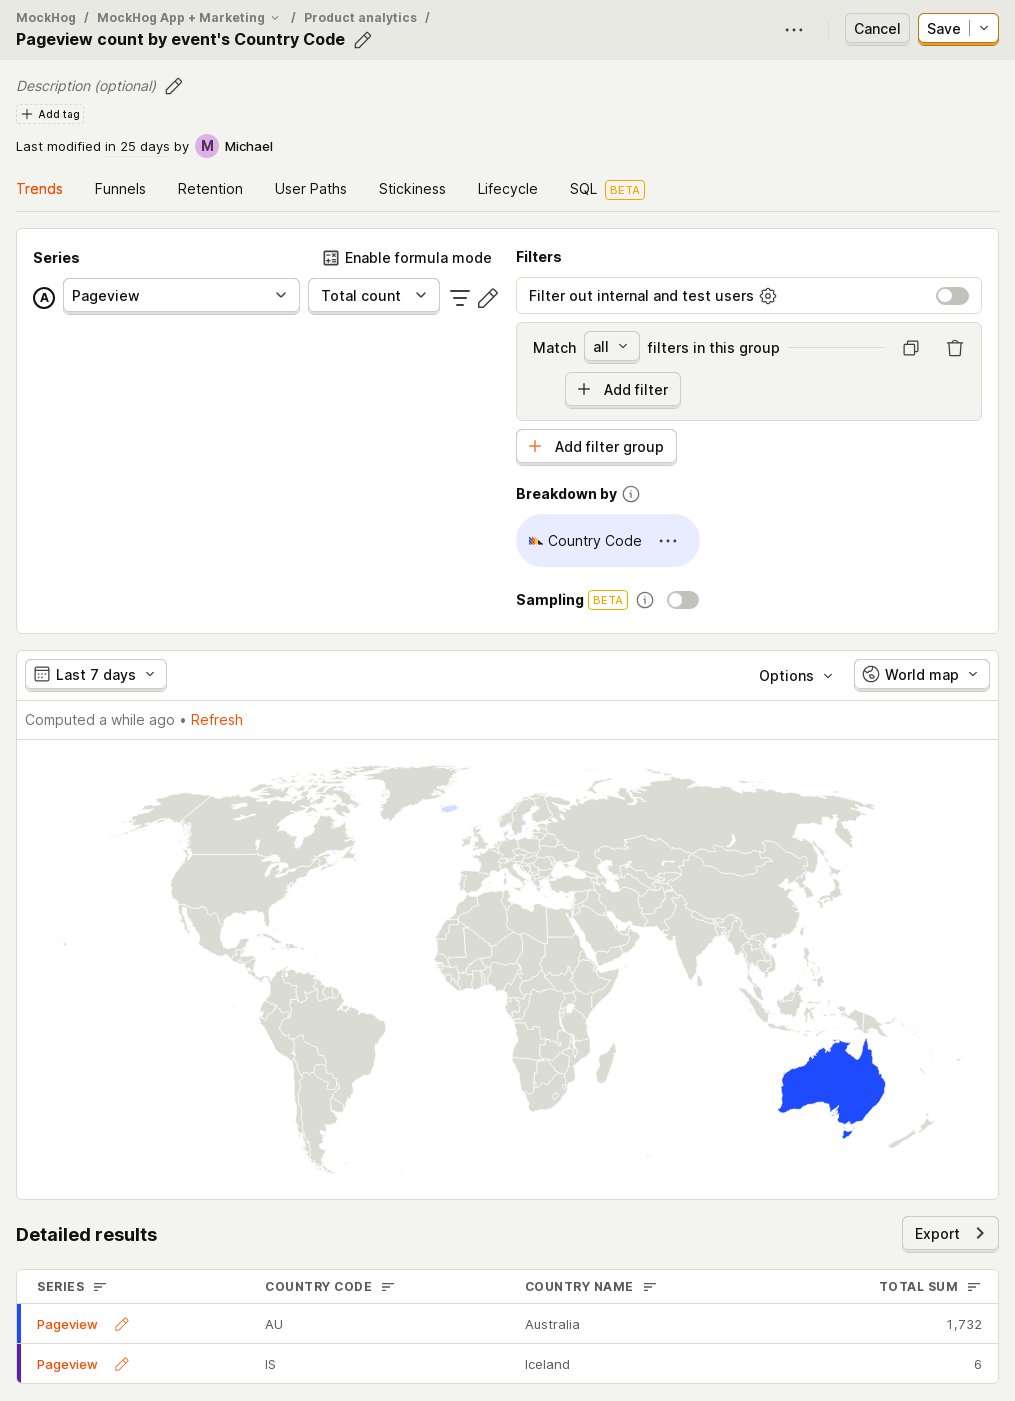 MockHog / MockHog App + Marketing / Product analytics /
Pageview count by event's Country Code
Cancel
Save
Description (optional)
Add tag
Last modified in 25 days by M Michael
Trends Funnels Retention User Paths Stickiness Lifecycle SQL BETA
Series
Enable formula mode
A Pageview Total count
Filters
Filter out internal and test users
Match all filters in this group
Add filter
Add filter group
Breakdown by
Country Code
Sampling BETA
Last 7 days
Options
World map
Computed a while ago • Refresh
Detailed results
Export
SERIES COUNTRY CODE COUNTRY NAME TOTAL SUM
Pageview AU Australia 1,732
Pageview IS Iceland 6